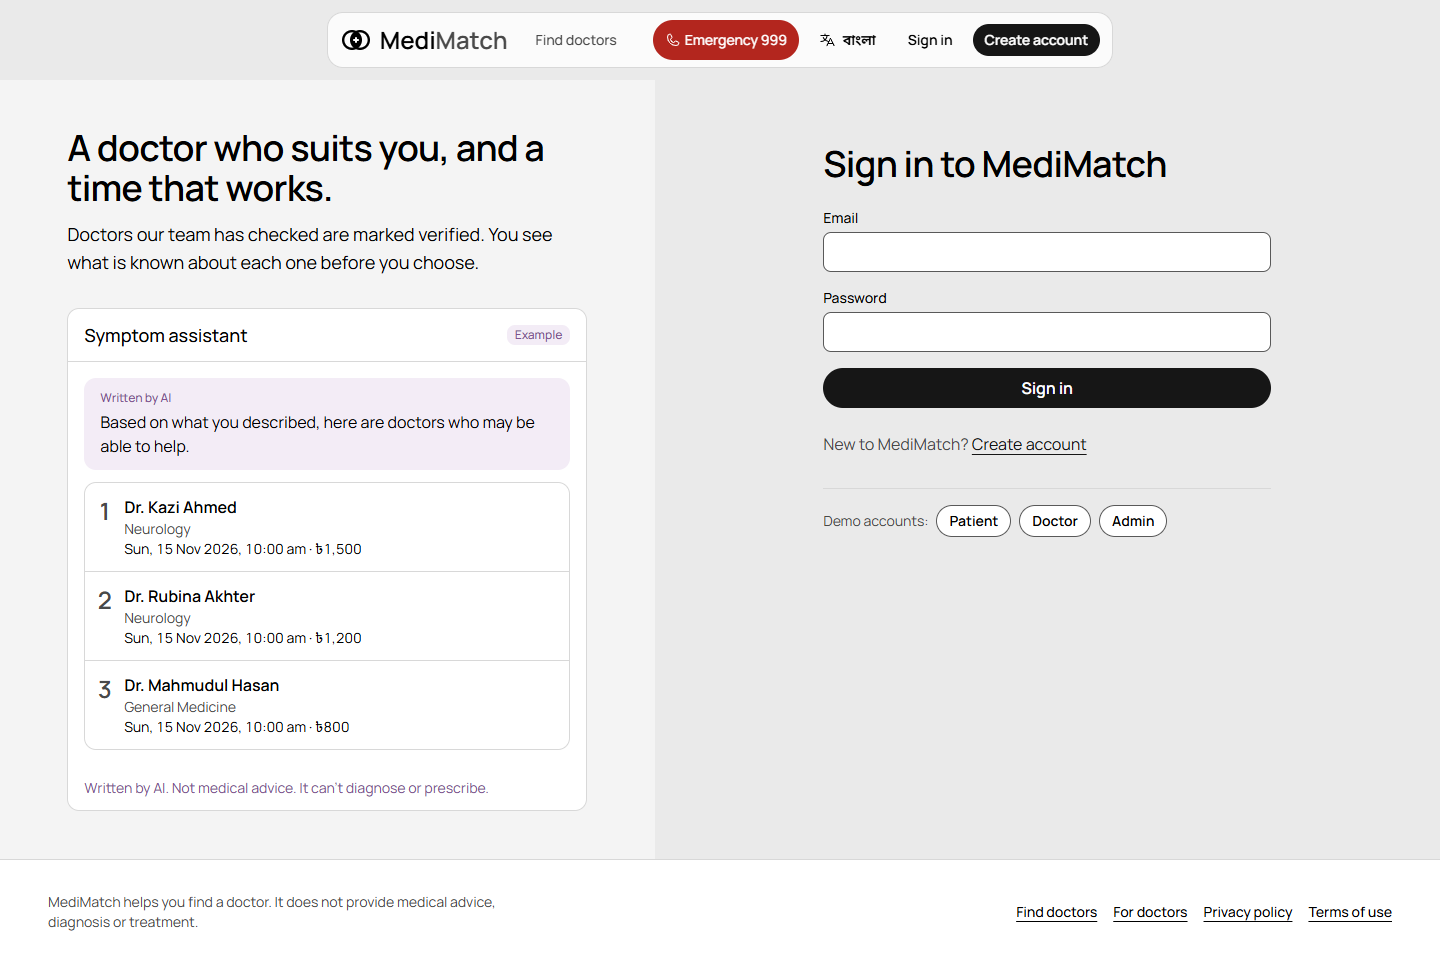 MediMatch Find doctors Emergency 999 বাংলা Sign in Create account
A doctor who suits you, and a
time that works.
Doctors our team has checked are marked verified. You see
what is known about each one before you choose.
Symptom assistant Example
Written by AI
Based on what you described, here are doctors who may be
able to help.
1 Dr. Kazi Ahmed
Neurology
Sun, 15 Nov 2026, 10:00 am · ৳1,500
2 Dr. Rubina Akhter
Neurology
Sun, 15 Nov 2026, 10:00 am · ৳1,200
3 Dr. Mahmudul Hasan
General Medicine
Sun, 15 Nov 2026, 10:00 am · ৳800
Written by AI. Not medical advice. It can't diagnose or prescribe.
Sign in to MediMatch
Email
Password
Sign in
New to MediMatch? Create account
Demo accounts: Patient Doctor Admin
MediMatch helps you find a doctor. It does not provide medical advice,
diagnosis or treatment.
Find doctors For doctors Privacy policy Terms of use